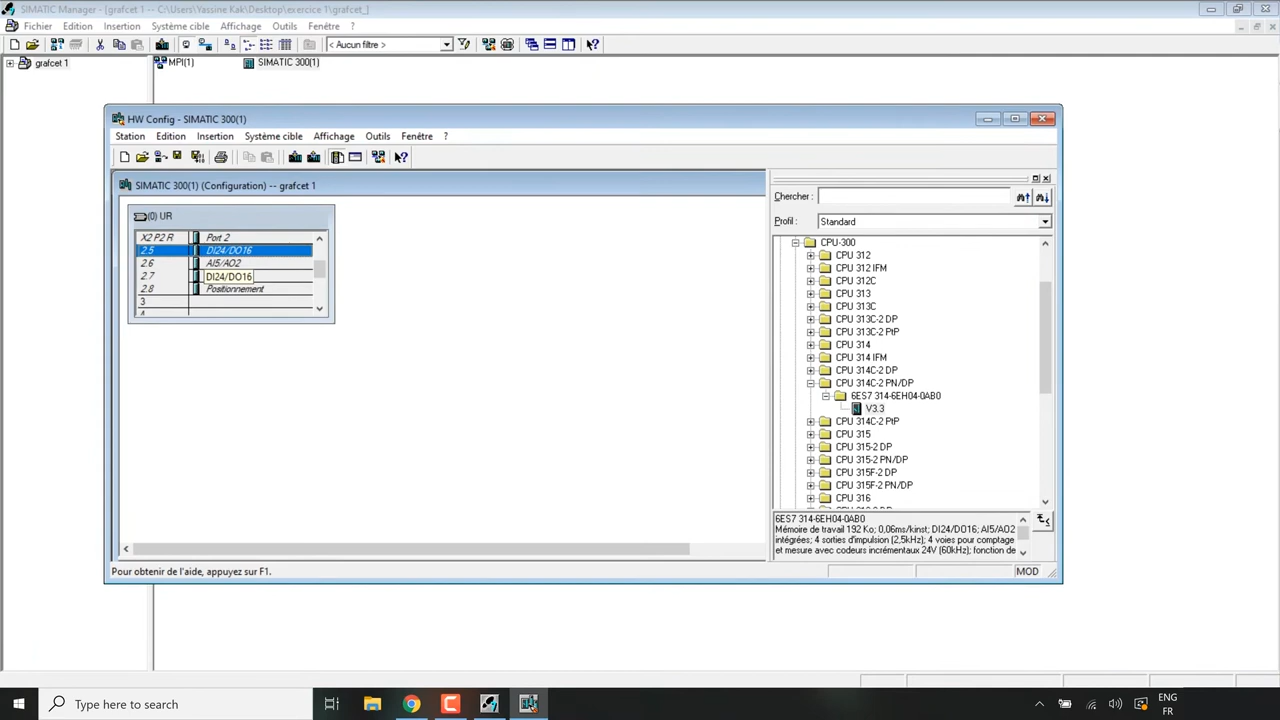 SIMATIC Manager - [grafcet 1 -- C:\Users\Yassine Kak\Desktop\exercice 1\grafcet_]
Fichier Edition Insertion Système cible Affichage Outils Fenêtre ?
< Aucun filtre >
grafcet 1
MPI(1) SIMATIC 300(1)
HW Config - SIMATIC 300(1)
Station Edition Insertion Système cible Affichage Outils Fenêtre ?
SIMATIC 300(1) (Configuration) -- grafcet 1
(0) UR
X2 P2 R Port 2
2.5 DI24/DO16
2.6 AI5/AO2
2.7 DI24/DO16
2.8 Positionnement
3
4
Chercher :
Profil : Standard
CPU-300
CPU 312
CPU 312 IFM
CPU 312C
CPU 313
CPU 313C
CPU 313C-2 DP
CPU 313C-2 PtP
CPU 314
CPU 314 IFM
CPU 314C-2 DP
CPU 314C-2 PN/DP
6ES7 314-6EH04-0AB0
V3.3
CPU 314C-2 PtP
CPU 315
CPU 315-2 DP
CPU 315-2 PN/DP
CPU 315F-2 DP
CPU 315F-2 PN/DP
CPU 316
6ES7 314-6EH04-0AB0
Mémoire de travail 192 Ko; 0,06ms/kinst; DI24/DO16; AI5/AO2
intégrées; 4 sorties d'impulsion (2,5kHz); 4 voies pour comptage
et mesure avec codeurs incrémentaux 24V (60kHz); fonction de
Pour obtenir de l'aide, appuyez sur F1.
MOD
Type here to search
ENG
FR